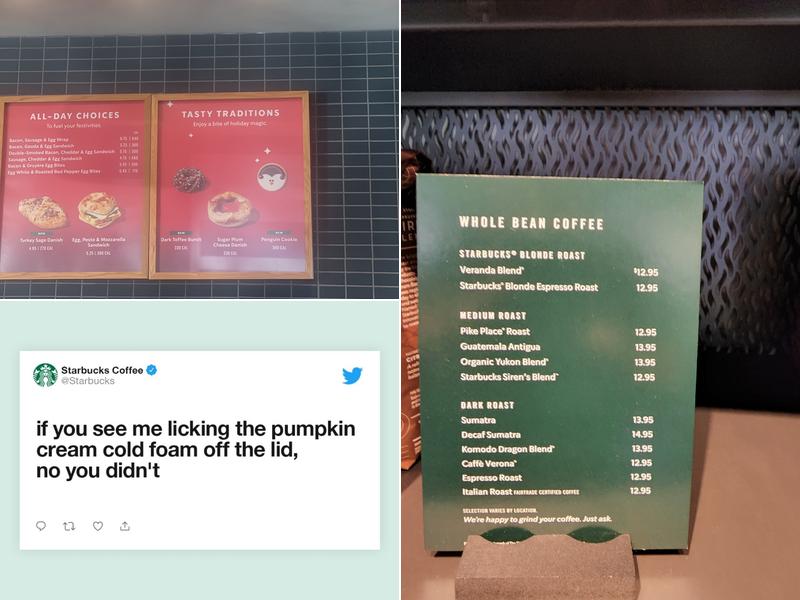 ALL-DAY CHOICES
To fuel your festivities.
Bacon, Sausage & Egg Wrap
Bacon, Gouda & Egg Sandwich
Double-Smoked Bacon, Cheddar & Egg Sandwich
Sausage, Cheddar & Egg Sandwich
Bacon & Gruyère Egg Bites
Egg White & Roasted Red Pepper Egg Bites
Turkey Sage Danish
Egg, Pesto & Mozzarella
Sandwich
TASTY TRADITIONS
Enjoy a bite of holiday magic.
Dark Toffee Bundt
Sugar Plum
Cheese Danish
Penguin Cookie
Starbucks Coffee
@Starbucks
if you see me licking the pumpkin
cream cold foam off the lid,
no you didn't
WHOLE BEAN COFFEE
STARBUCKS® BLONDE ROAST
Veranda Blend™ $12.95
Starbucks® Blonde Espresso Roast 12.95
MEDIUM ROAST
Pike Place® Roast 12.95
Guatemala Antigua 13.95
Organic Yukon Blend® 13.95
Starbucks Siren's Blend™ 12.95
DARK ROAST
Sumatra 13.95
Decaf Sumatra 14.95
Komodo Dragon Blend® 13.95
Caffè Verona® 12.95
Espresso Roast 12.95
Italian Roast FAIRTRADE CERTIFIED COFFEE 12.95
SELECTION VARIES BY LOCATION.
We're happy to grind your coffee. Just ask.